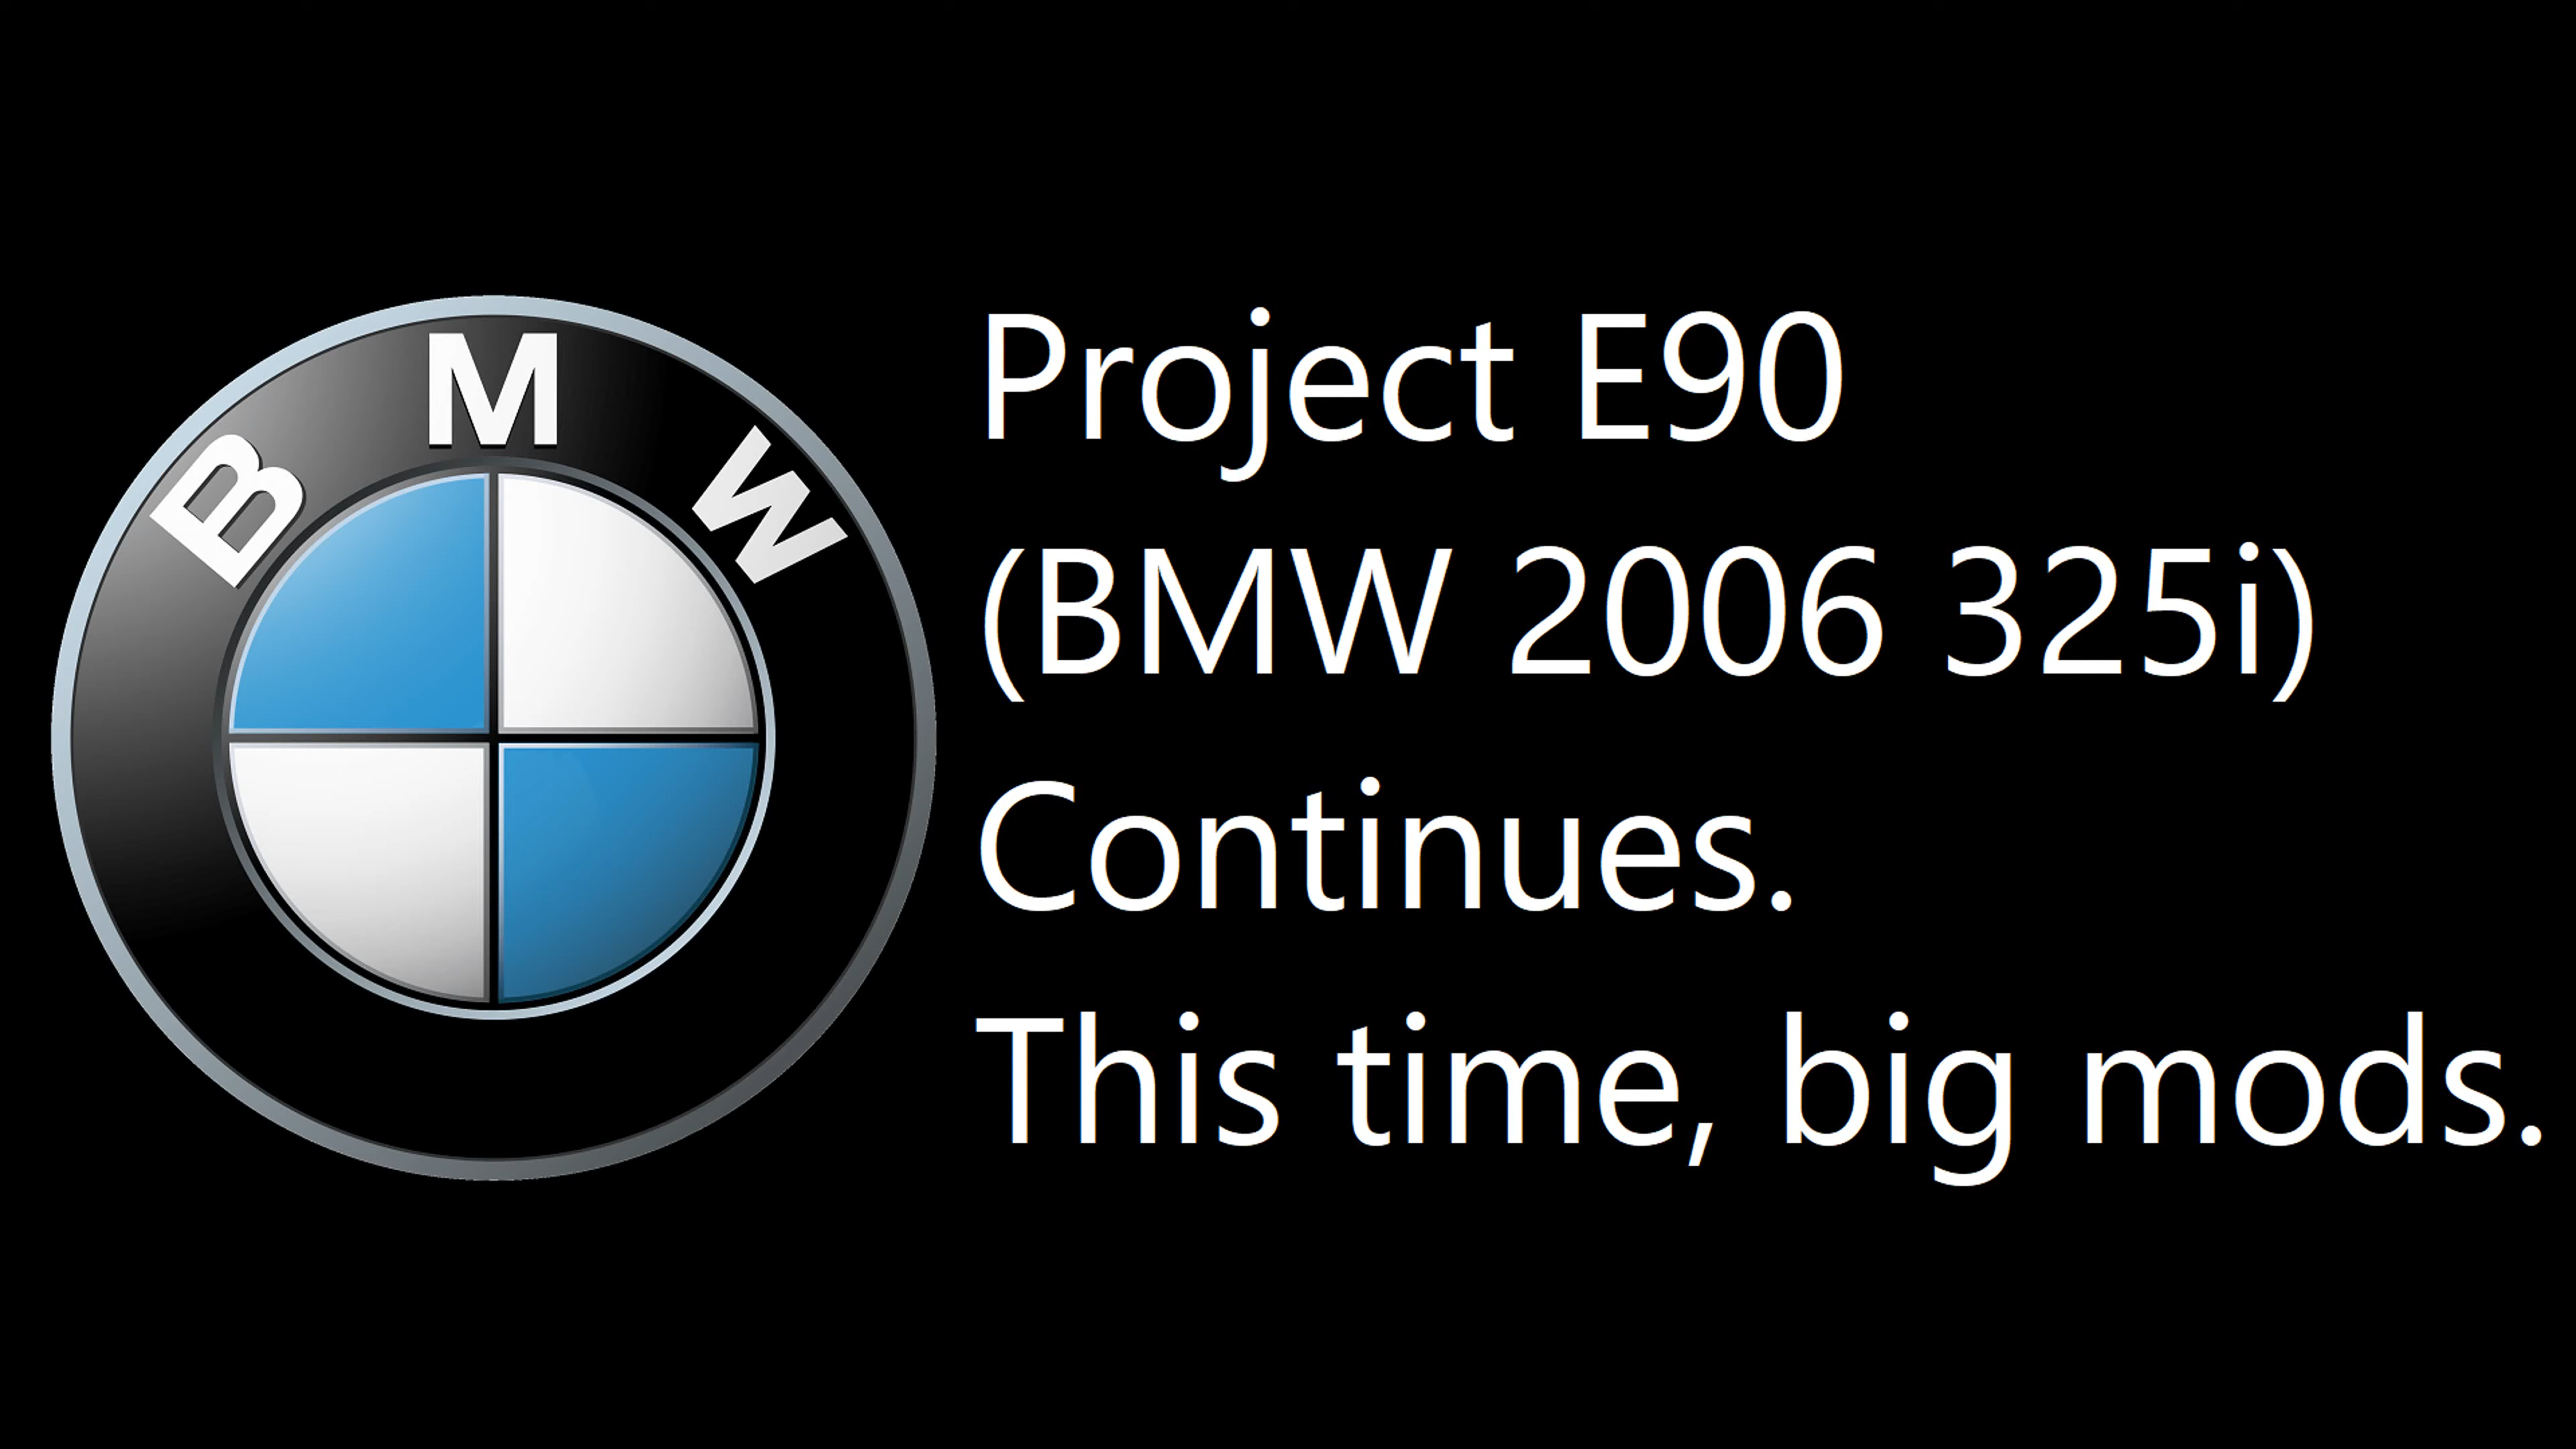 BMW
Project E90
(BMW 2006 325i)
Continues.
This time, big mods.